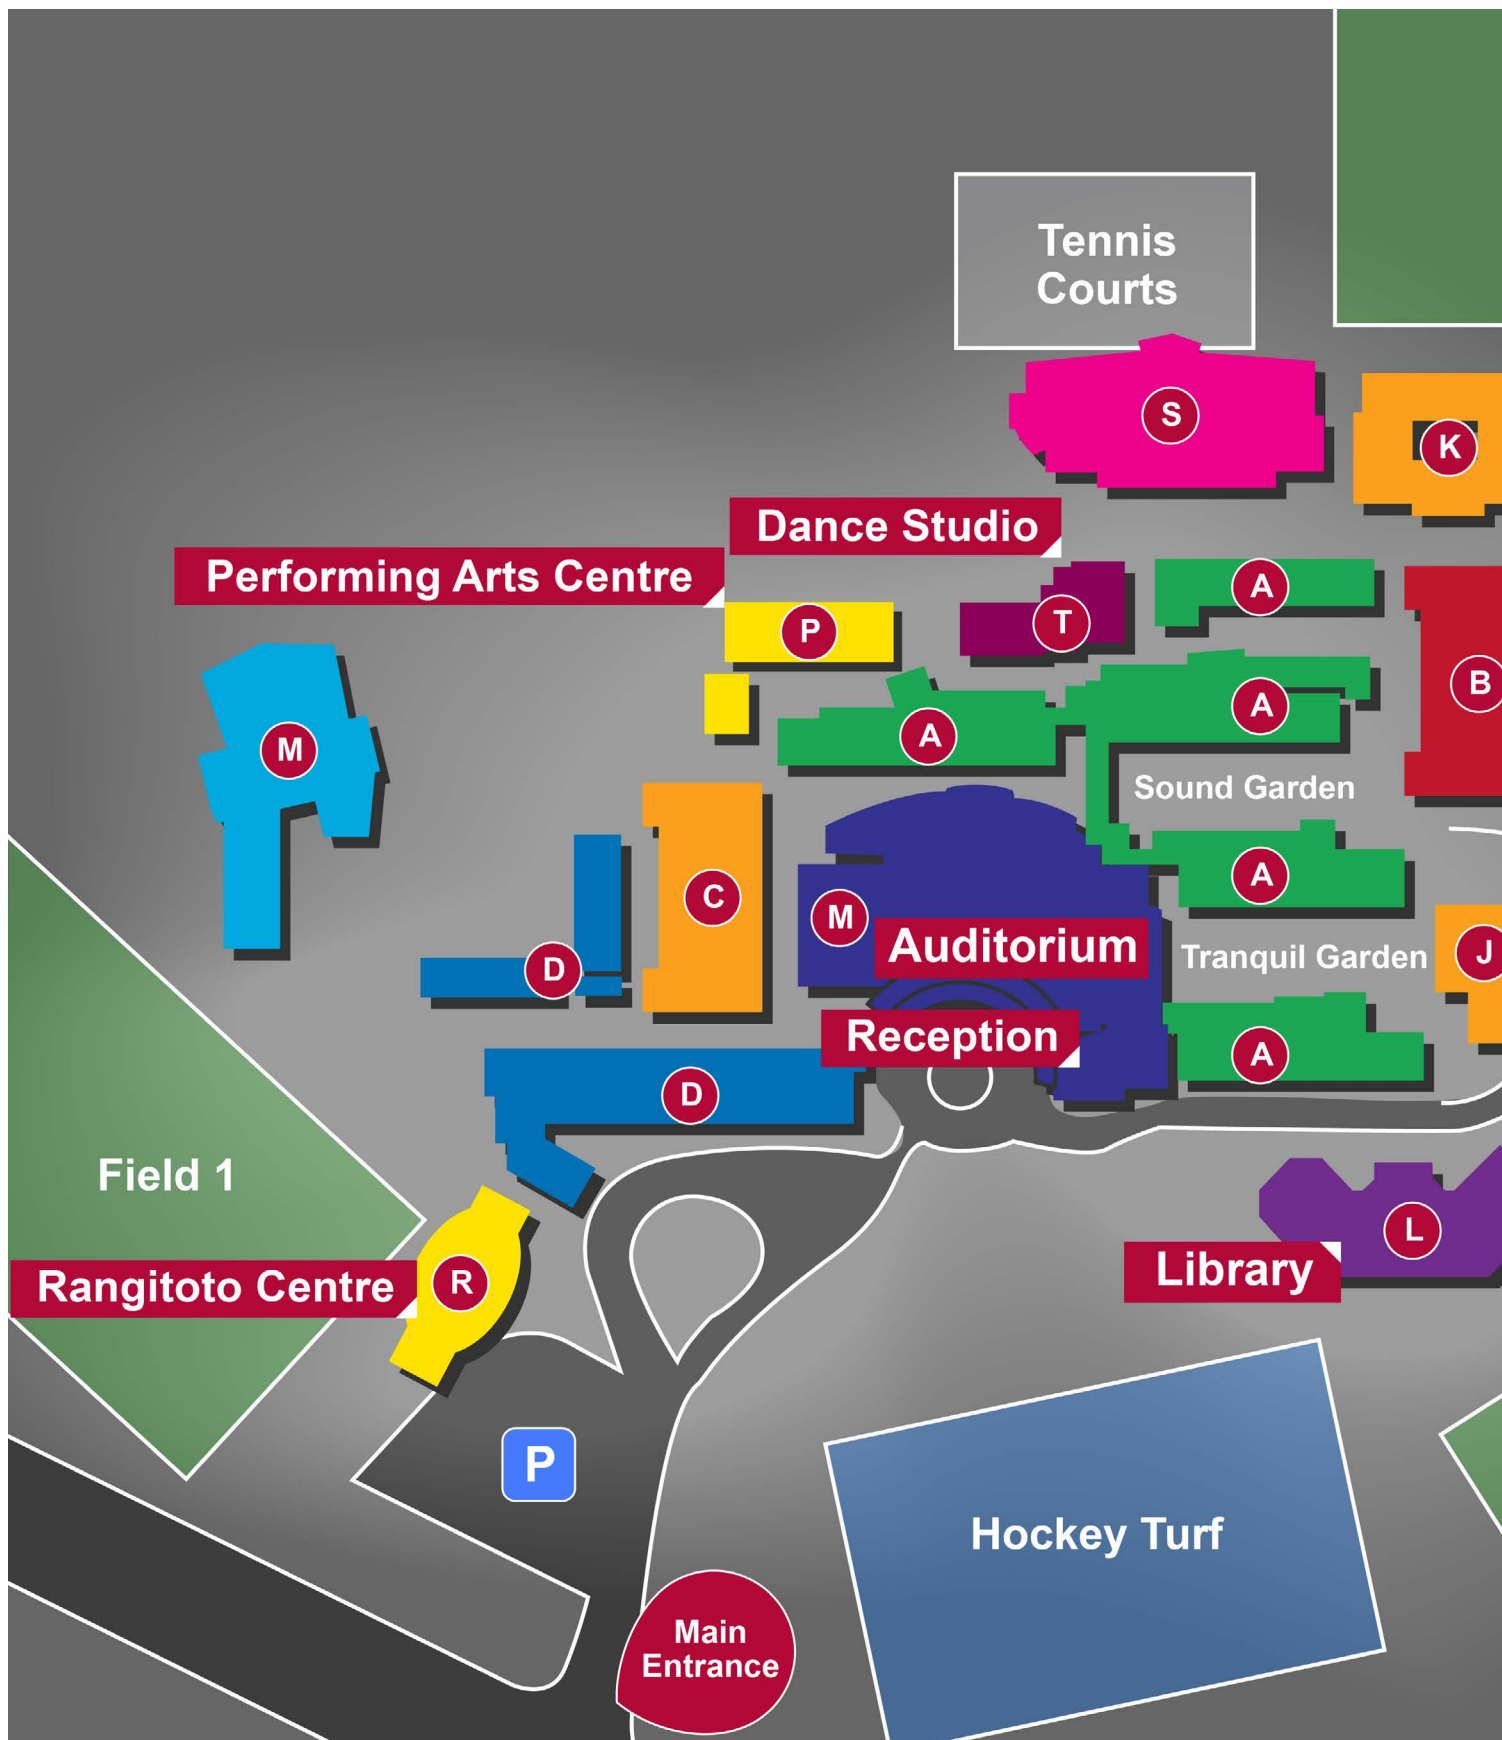 Tennis
Courts
S
K
Dance Studio
Performing Arts Centre
A
T
P
B
A
A
M
Sound Garden
A
C
M
Auditorium
Tranquil Garden
J
D
Reception
A
D
Field 1
L
Library
Rangitoto Centre
R
P
Hockey Turf
Main
Entrance